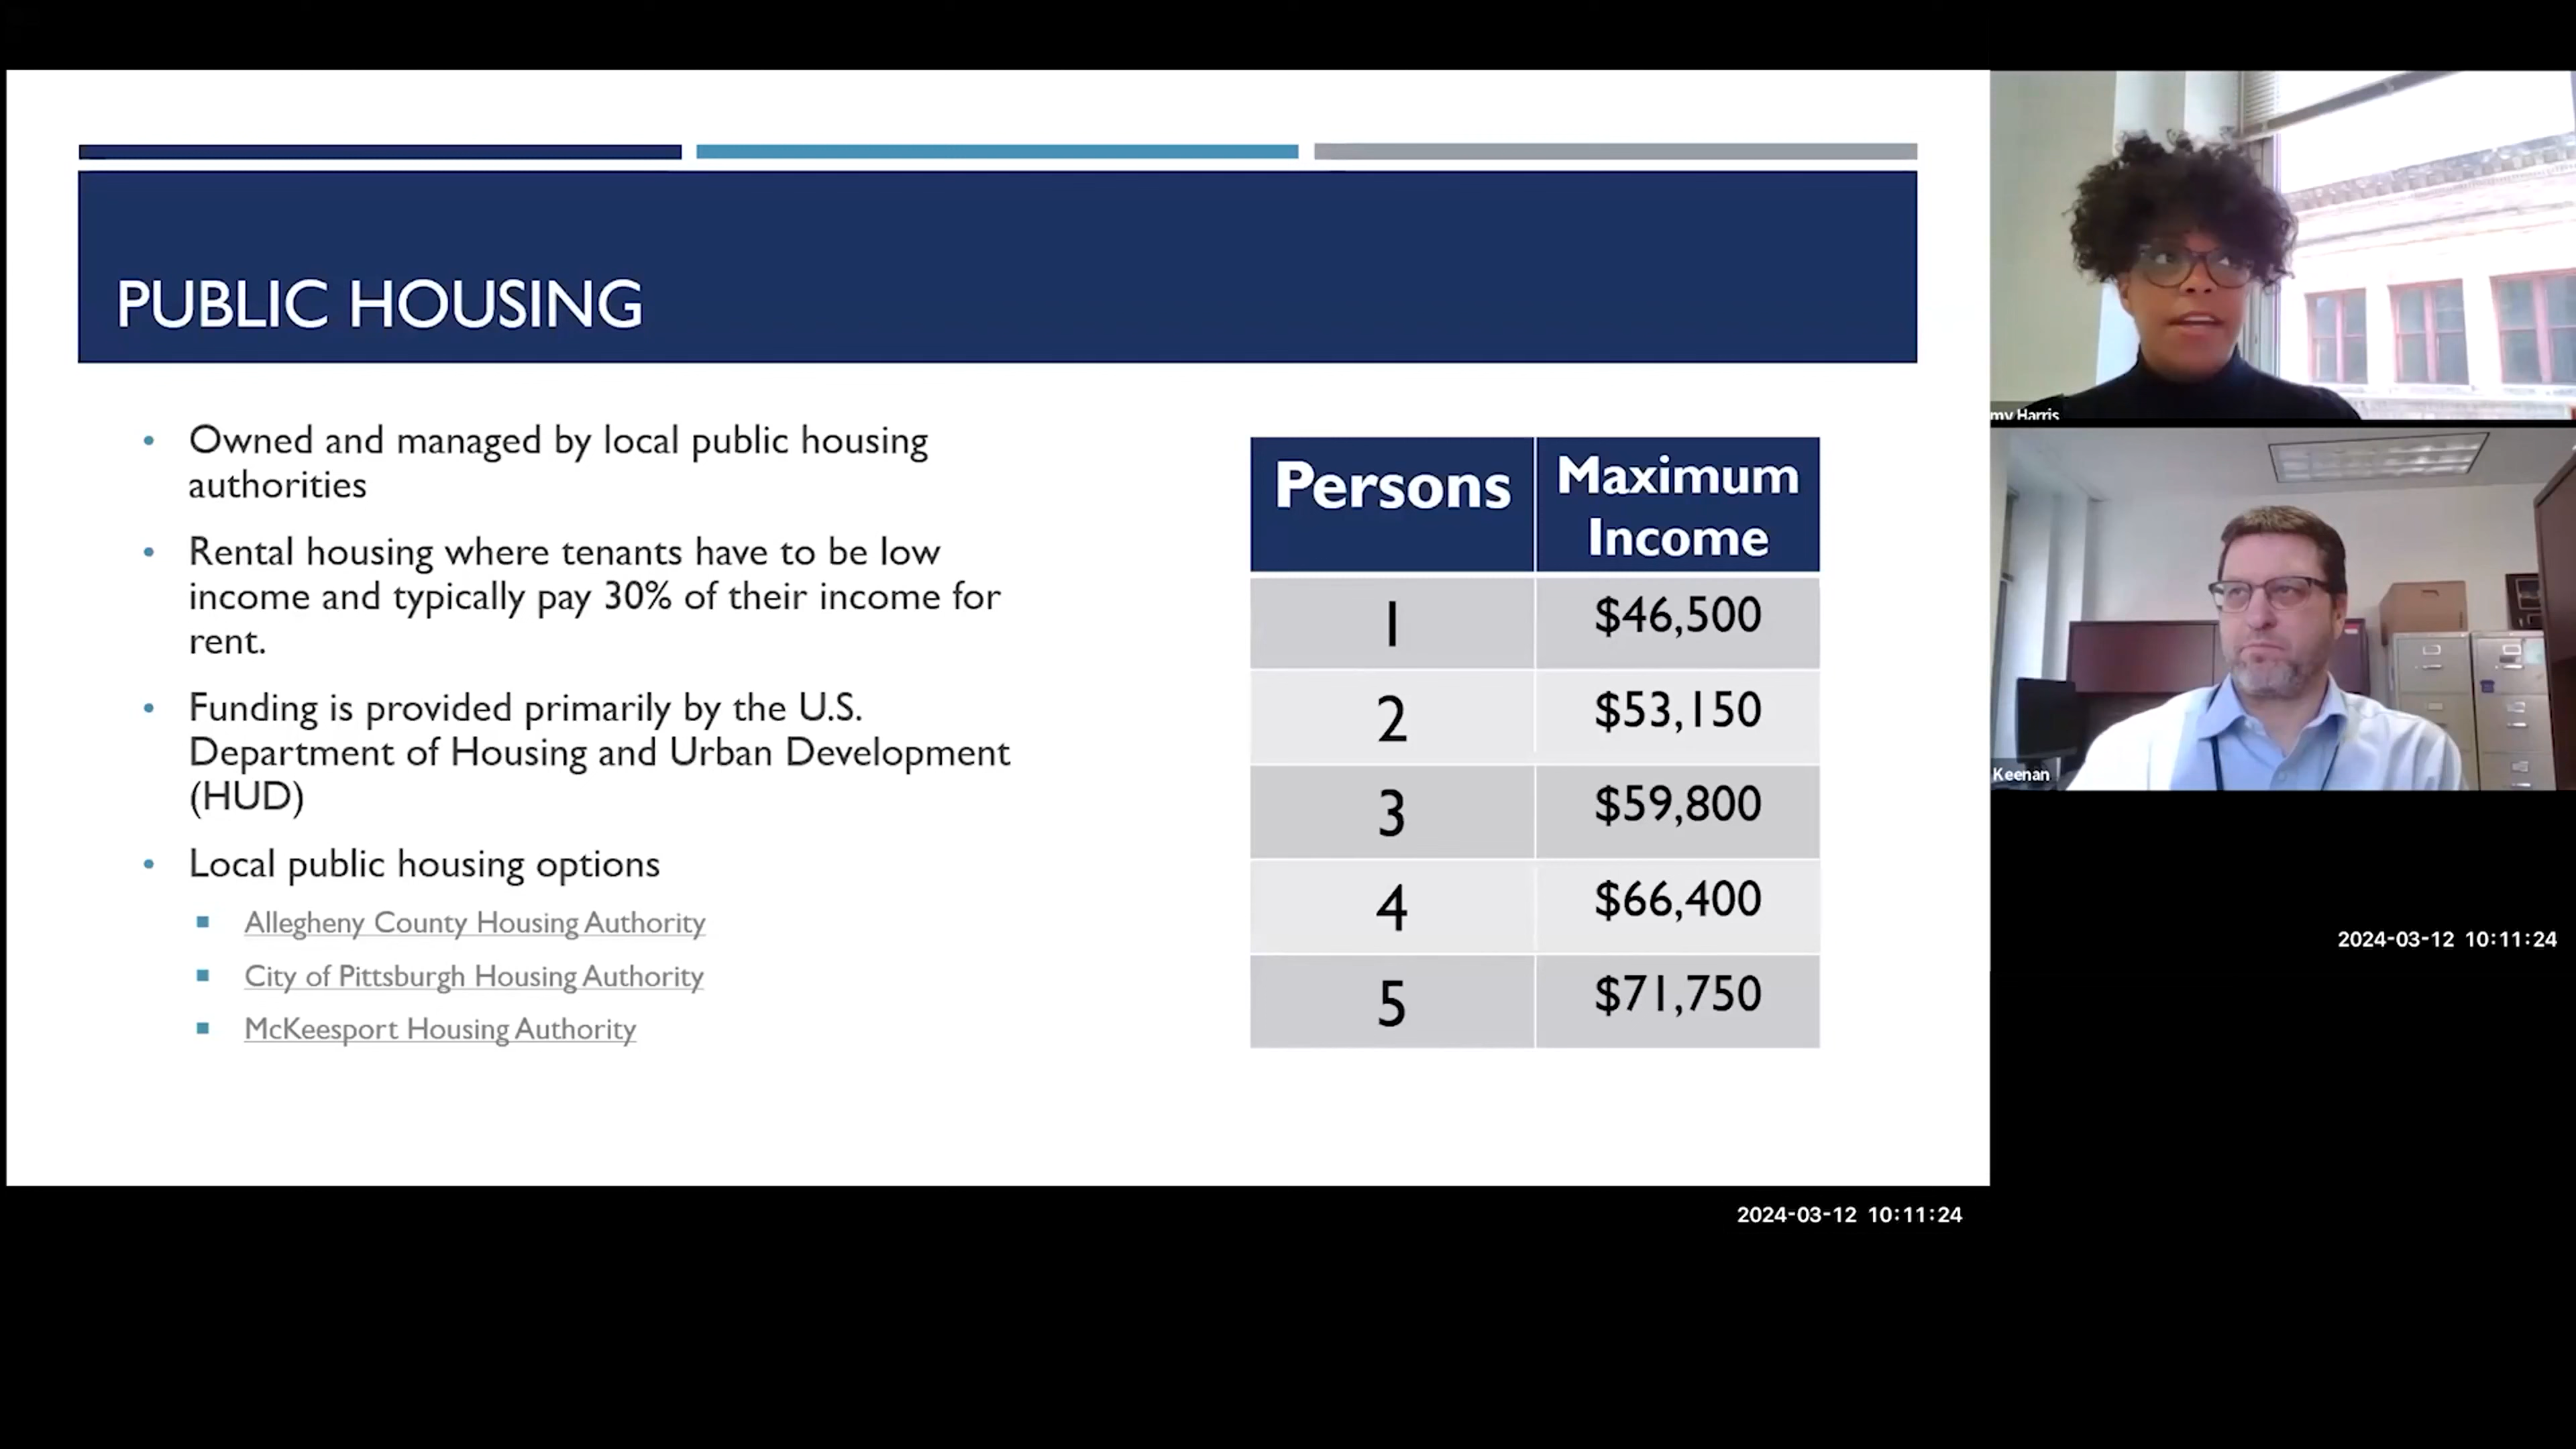 PUBLIC HOUSING
Owned and managed by local public housing
authorities
Rental housing where tenants have to be low
income and typically pay 30% of their income for
rent.
Funding is provided primarily by the U.S.
Department of Housing and Urban Development
(HUD)
Local public housing options
Allegheny County Housing Authority
City of Pittsburgh Housing Authority
McKeesport Housing Authority
Persons Maximum
Income
1 $46,500
2 $53,150
3 $59,800
4 $66,400
5 $71,750
my Harris
Keenan
2024-03-12 10:11:24
2024-03-12 10:11:24